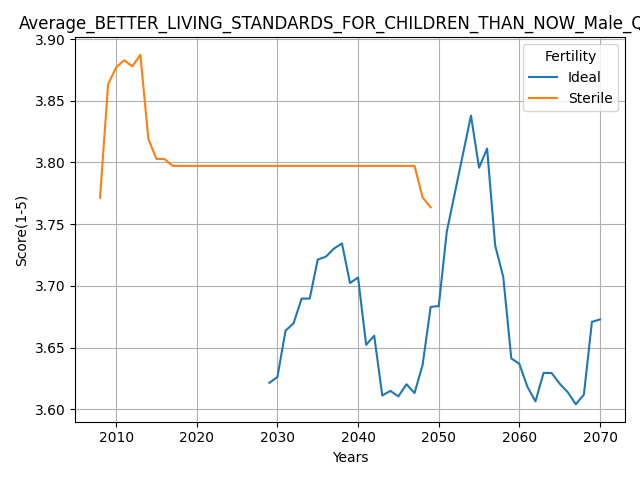 Average_BETTER_LIVING_STANDARDS_FOR_CHILDREN_THAN_NOW_Male_Q
3.90
3.85
3.80
3.75
3.70
3.65
3.60
Score(1-5)
Fertility
Ideal
Sterile
2010 2020 2030 2040 2050 2060 2070
Years